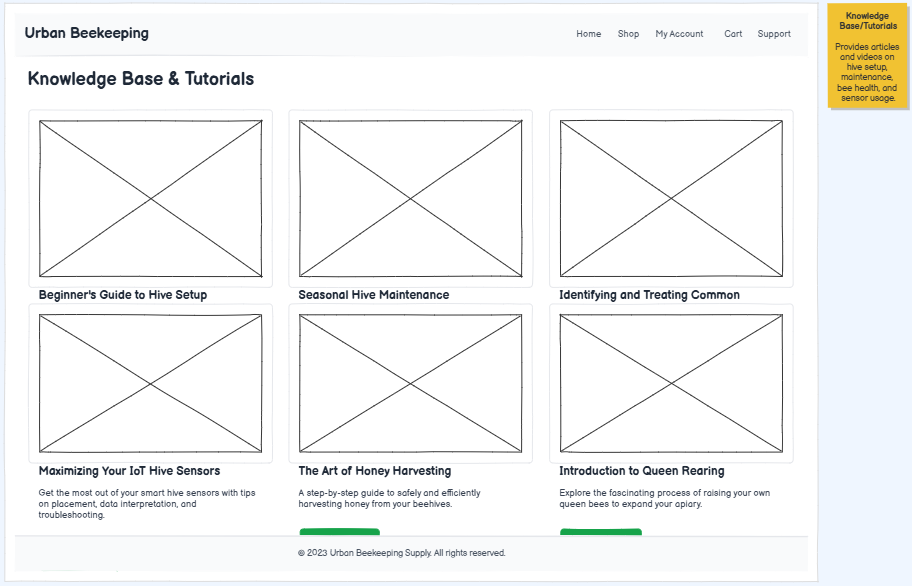 Urban Beekeeping
Home Shop My Account Cart Support
Knowledge Base & Tutorials
Beginner's Guide to Hive Setup
Seasonal Hive Maintenance
Identifying and Treating Common
Maximizing Your IoT Hive Sensors
Get the most out of your smart hive sensors with tips
on placement, data interpretation, and
troubleshooting.
The Art of Honey Harvesting
A step-by-step guide to safely and efficiently
harvesting honey from your beehives.
Introduction to Queen Rearing
Explore the fascinating process of raising your own
queen bees to expand your apiary.
© 2023 Urban Beekeeping Supply. All rights reserved.
Knowledge
Base/Tutorials
Provides articles
and videos on
hive setup,
maintenance,
bee health, and
sensor usage.